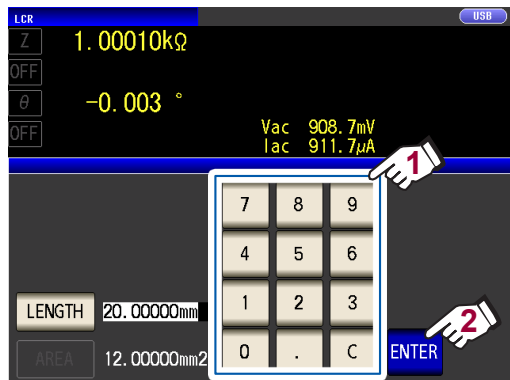 LCR USB
Z 1.00010kΩ
OFF
θ -0.003 °
OFF
Vac 908.7mV
Iac 911.7μA
1
7 8 9
4 5 6
LENGTH 20.00000mm 1 2 3
2
AREA 12.00000mm2 0 . C ENTER